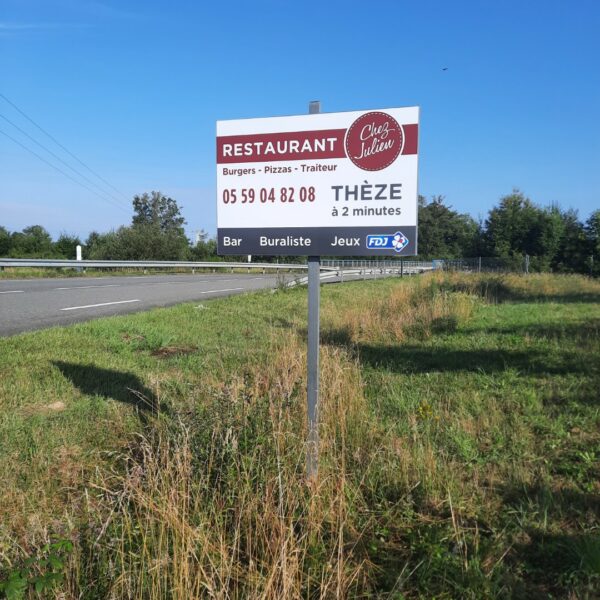 RESTAURANT
Chez
Julien
Burgers - Pizzas - Traiteur
05 59 04 82 08
THÈZE
à 2 minutes
Bar Buraliste Jeux FDJ